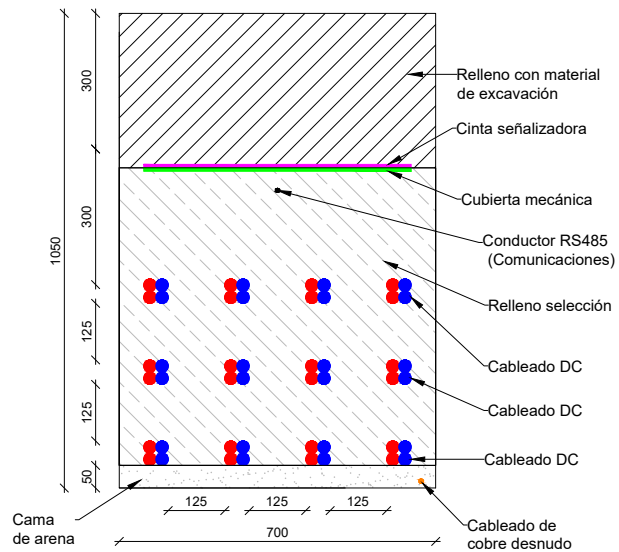 300
Relleno con material
de excavación
Cinta señalizadora
Cubierta mecánica
300
1050
Conductor RS485
(Comunicaciones)
Relleno selección
125
Cableado DC
125
Cableado DC
50
Cableado DC
125
125
125
Cama
de arena
700
Cableado de
cobre desnudo